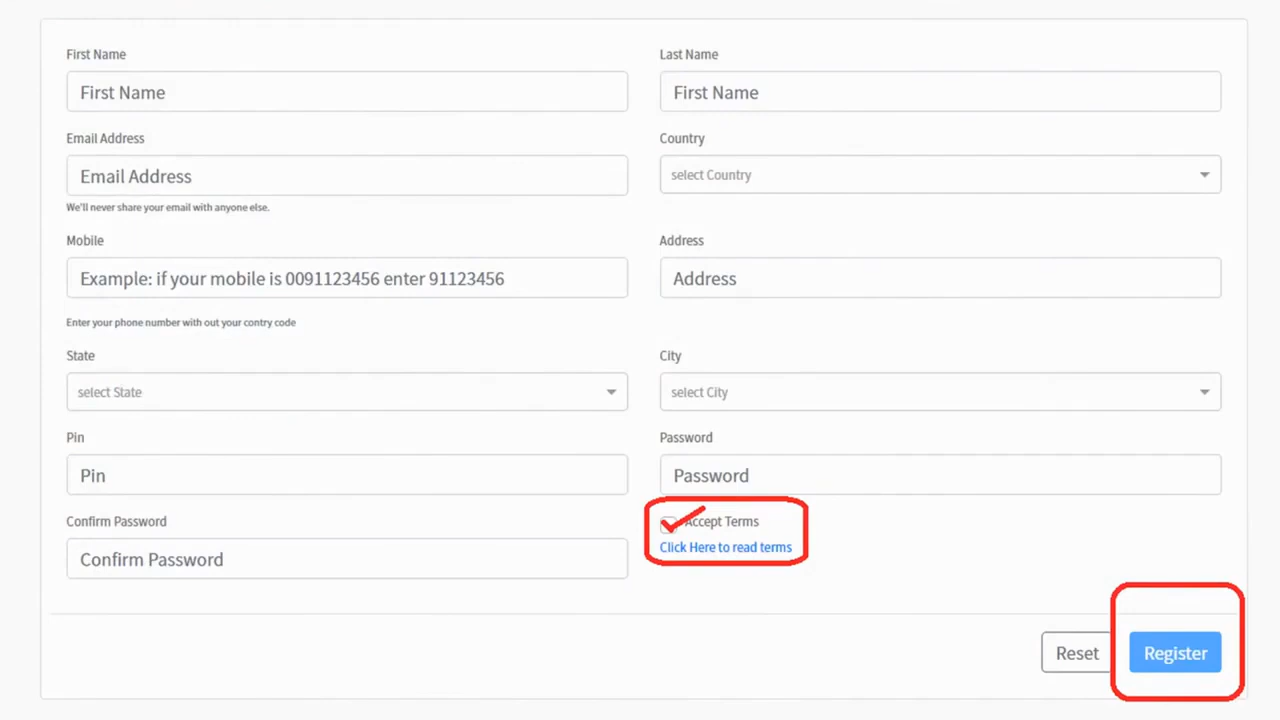 First Name
Last Name
First Name
First Name
Email Address
Country
Email Address
select Country
We'll never share your email with anyone else.
Mobile
Address
Example: if your mobile is 0091123456 enter 91123456
Address
Enter your phone number with out your contry code
State
City
select State
select City
Pin
Password
Pin
Password
Confirm Password
Accept Terms
Click Here to read terms
Confirm Password
Reset
Register